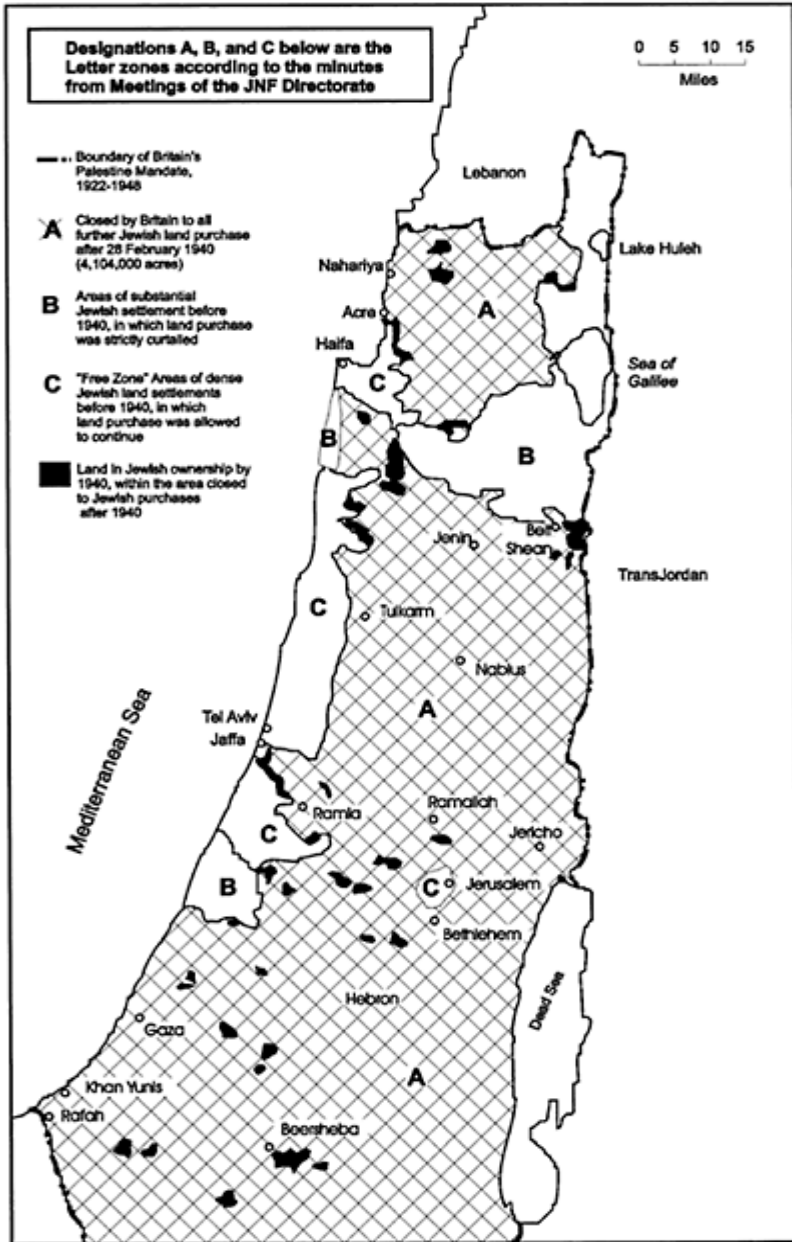 Designations A, B, and C below are the
Letter zones according to the minutes
from Meetings of the JNF Directorate
0 5 10 15
Miles
Boundary of Britain's
Palestine Mandate,
1922-1948
A
Closed by Britain to all
further Jewish land purchase
after 28 February 1940
(4,104,000 acres)
B
Areas of substantial
Jewish settlement before
1940, in which land purchase
was strictly curtailed
C
"Free Zone" Areas of dense
Jewish land settlements
before 1940, in which
land purchase was allowed
to continue
Land in Jewish ownership by
1940, within the area closed
to Jewish purchases
after 1940
Lebanon
Lake Huleh
Nahariya
Acre
A
Haifa
Sea of
Galilee
C
B
B
Jenin
Beit
Shean
TransJordan
C
Tulkarm
Nablus
Mediterranean Sea
A
Tel Aviv
Jaffa
Ramla
Ramallah
Jericho
C
B
C
Jerusalem
Bethlehem
Dead Sea
Hebron
Gaza
A
Khan Yunis
Rafah
Beersheba